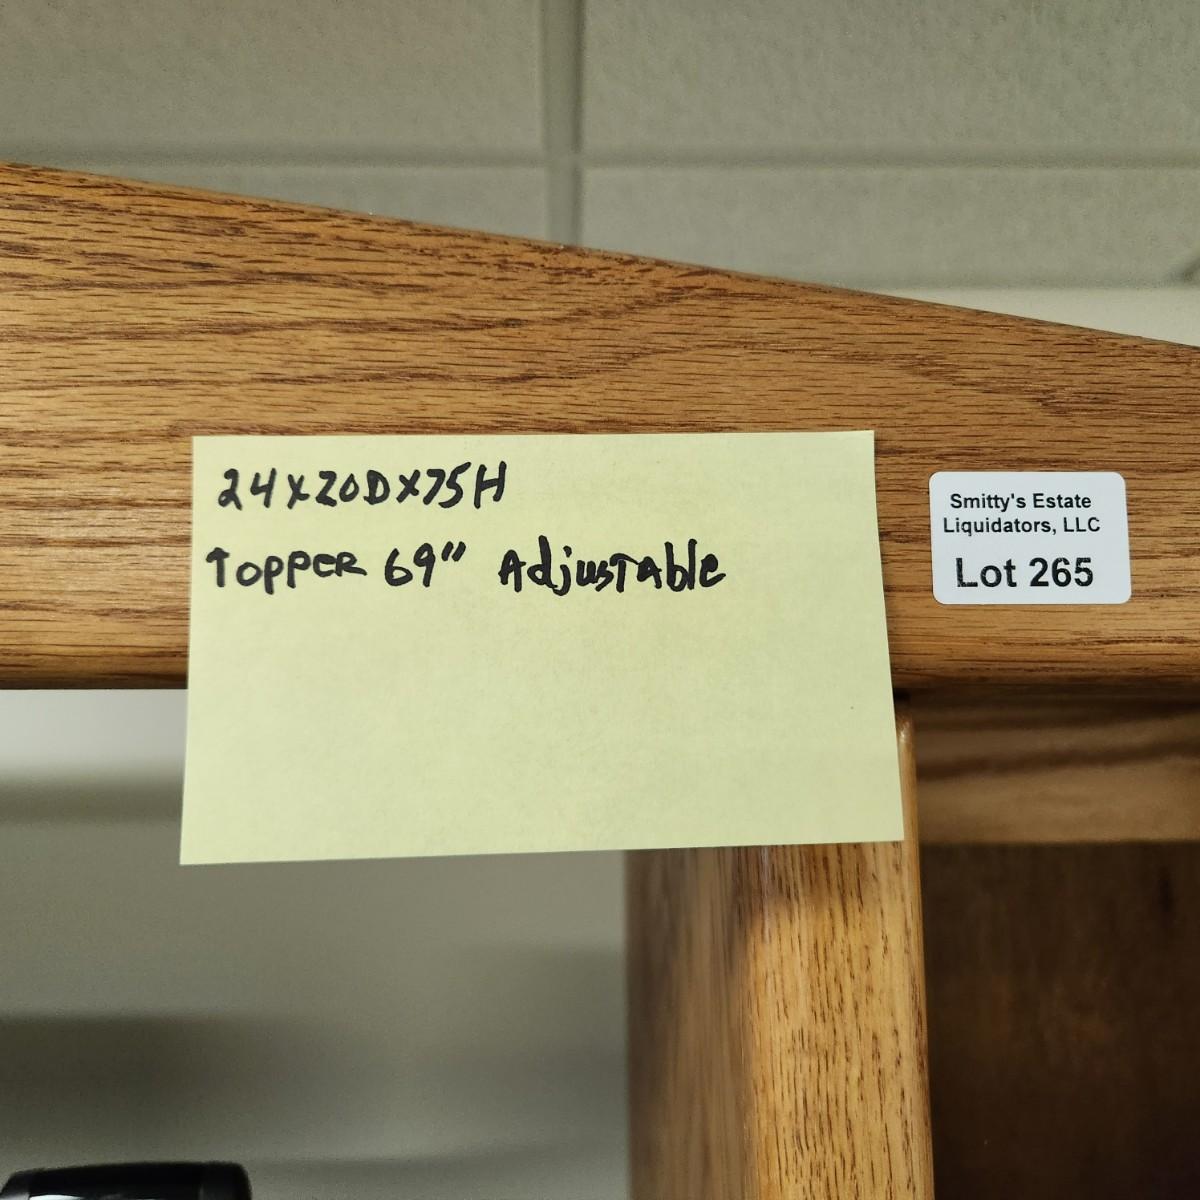 24x20Dx75H
Topper 69" Adjustable
Smitty's Estate
Liquidators, LLC
Lot 265